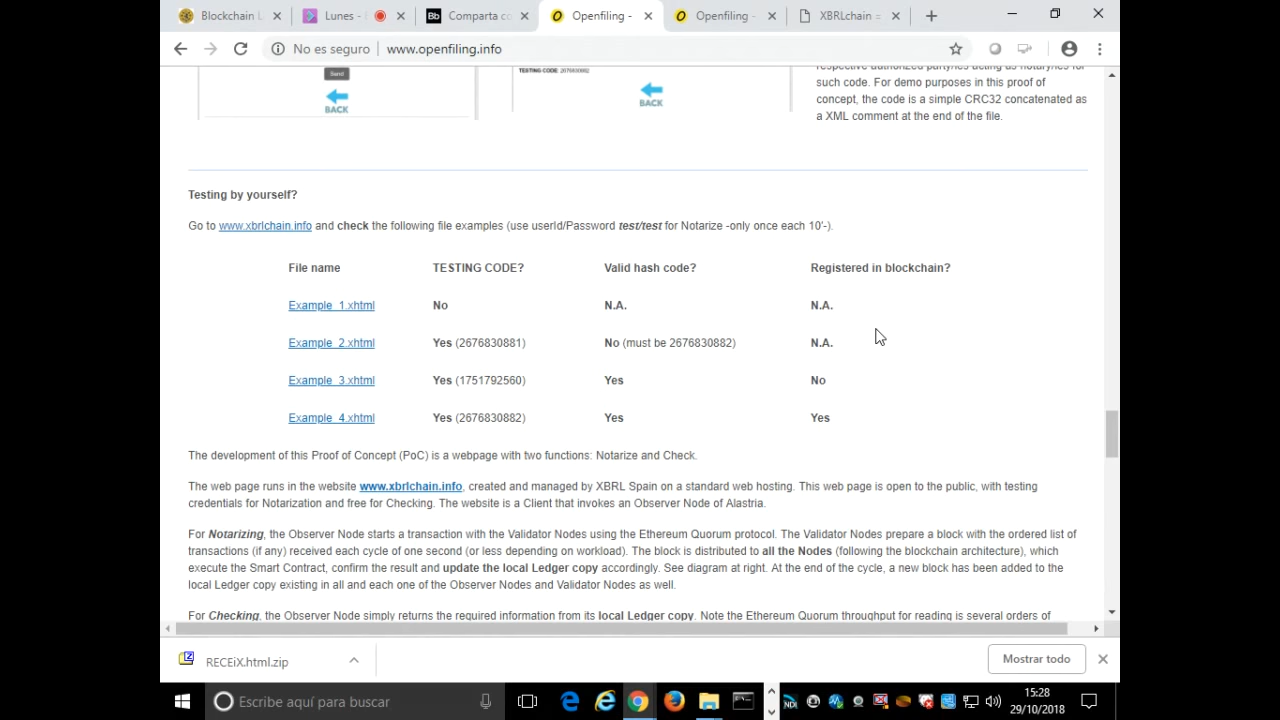 Blockchain L
Lunes - 
Comparta co
Openfiling -
Openfiling -
XBRLchain =
No es seguro
www.openfiling.info
Send
BACK
TESTING CODE: 2676830882
BACK
respective authorized party/ies acting as notary/ies for
such code. For demo purposes in this proof of
concept, the code is a simple CRC32 concatenated as
a XML comment at the end of the file.
Testing by yourself?
Go to www.xbrlchain.info and check the following file examples (use userId/Password test/test for Notarize -only once each 10'-).
File name TESTING CODE? Valid hash code? Registered in blockchain?
Example_1.xhtml No N.A. N.A.
Example_2.xhtml Yes (2676830881) No (must be 2676830882) N.A.
Example_3.xhtml Yes (1751792560) Yes No
Example_4.xhtml Yes (2676830882) Yes Yes
The development of this Proof of Concept (PoC) is a webpage with two functions: Notarize and Check.
The web page runs in the website www.xbrlchain.info, created and managed by XBRL Spain on a standard web hosting. This web page is open to the public, with testing
credentials for Notarization and free for Checking. The website is a Client that invokes an Observer Node of Alastria.
For Notarizing, the Observer Node starts a transaction with the Validator Nodes using the Ethereum Quorum protocol. The Validator Nodes prepare a block with the ordered list of
transactions (if any) received each cycle of one second (or less depending on workload). The block is distributed to all the Nodes (following the blockchain architecture), which
execute the Smart Contract, confirm the result and update the local Ledger copy accordingly. See diagram at right. At the end of the cycle, a new block has been added to the
local Ledger copy existing in all and each one of the Observer Nodes and Validator Nodes as well.
For Checking, the Observer Node simply returns the required information from its local Ledger copy. Note the Ethereum Quorum throughput for reading is several orders of
RECEiX.html.zip
Mostrar todo
Escribe aquí para buscar
15:28
29/10/2018